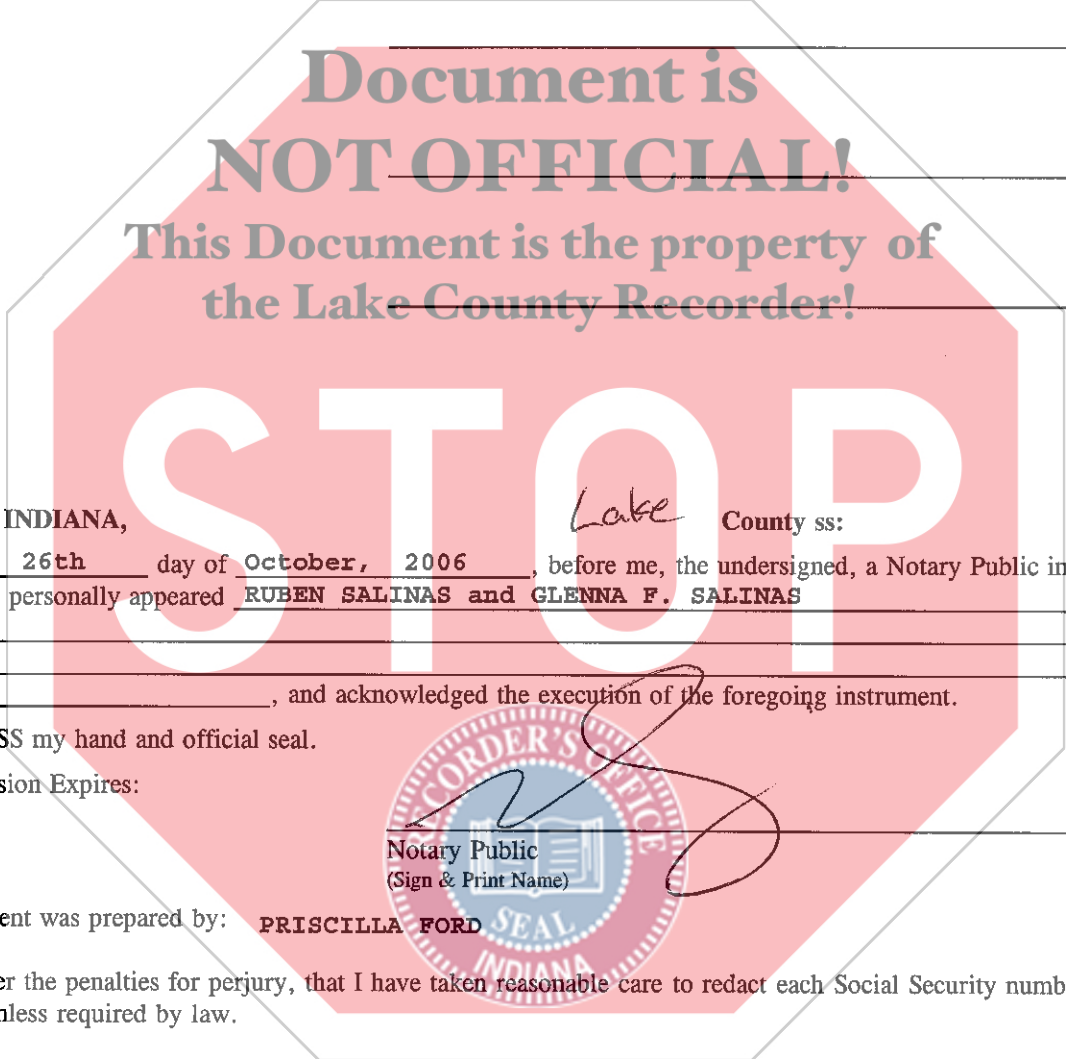 Document is
NOT OFFICIAL!
This Document is the property of
the Lake County Recorder!
STOP
INDIANA, Lake County ss:
26th day of October, 2006, before me, the undersigned, a Notary Public in
personally appeared RUBEN SALINAS and GLENNA F. SALINAS
, and acknowledged the execution of the foregoing instrument.
SS my hand and official seal.
sion Expires:
RECORDER'S OFFICE
Notary Public
(Sign & Print Name)
SEAL
INDIANA
ent was prepared by: PRISCILLA FORD
er the penalties for perjury, that I have taken reasonable care to redact each Social Security numb
nless required by law.